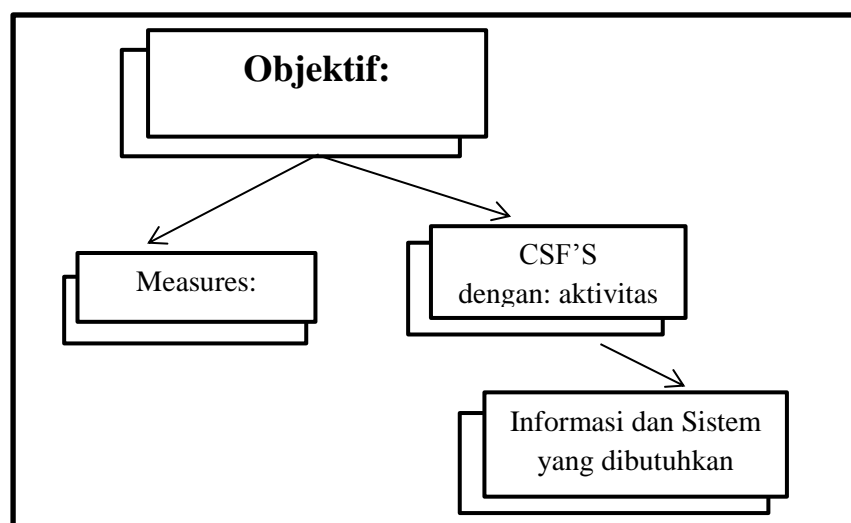 Objektif:
Measures:
CSF’S
dengan: aktivitas
Informasi dan Sistem
yang dibutuhkan